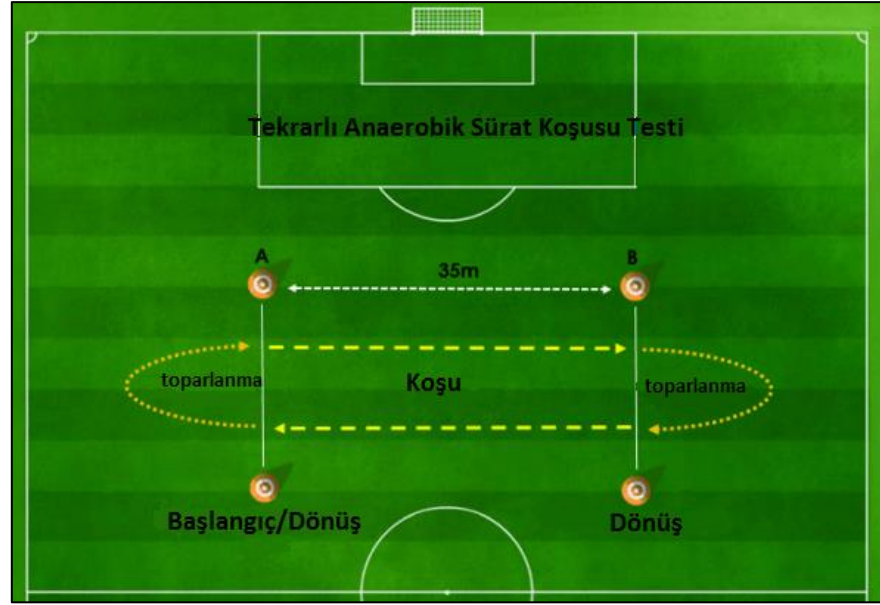 Tekrarlı Anaerobik Sürat Koşusu Testi
A
B
35m
toparlanma
Koşu
toparlanma
Başlangıç/Dönüş
Dönüş